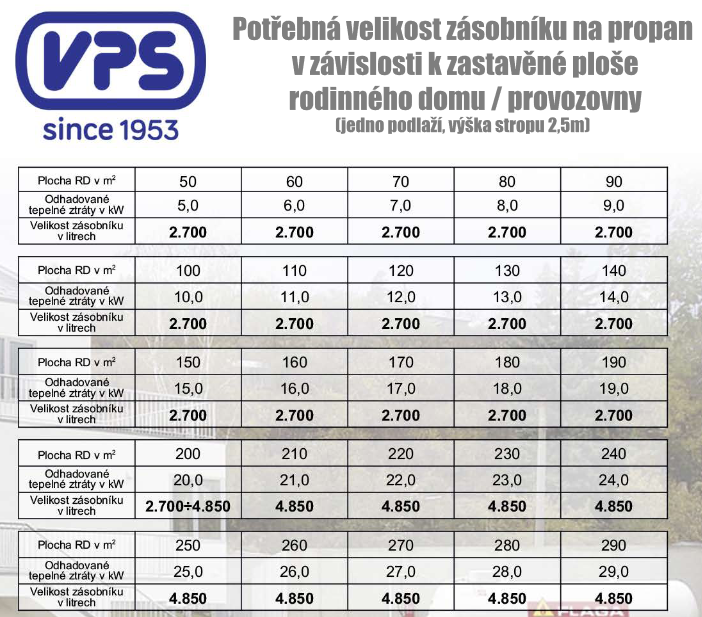 VPS
since 1953
Potřebná velikost zásobníku na propan
v závislosti k zastavěné ploše
rodinného domu / provozovny
(jedno podlaží, výška stropu 2,5m)
Plocha RD v m² 50 60 70 80 90
Odhadované
tepelné ztráty v kW 5,0 6,0 7,0 8,0 9,0
Velikost zásobníku
v litrech 2.700 2.700 2.700 2.700 2.700
Plocha RD v m² 100 110 120 130 140
Odhadované
tepelné ztráty v kW 10,0 11,0 12,0 13,0 14,0
Velikost zásobníku
v litrech 2.700 2.700 2.700 2.700 2.700
Plocha RD v m² 150 160 170 180 190
Odhadované
tepelné ztráty v kW 15,0 16,0 17,0 18,0 19,0
Velikost zásobníku
v litrech 2.700 2.700 2.700 2.700 2.700
Plocha RD v m² 200 210 220 230 240
Odhadované
tepelné ztráty v kW 20,0 21,0 22,0 23,0 24,0
Velikost zásobníku
v litrech 2.700÷4.850 4.850 4.850 4.850 4.850
Plocha RD v m² 250 260 270 280 290
Odhadované
tepelné ztráty v kW 25,0 26,0 27,0 28,0 29,0
Velikost zásobníku
v litrech 4.850 4.850 4.850 4.850 4.850
PLAGA